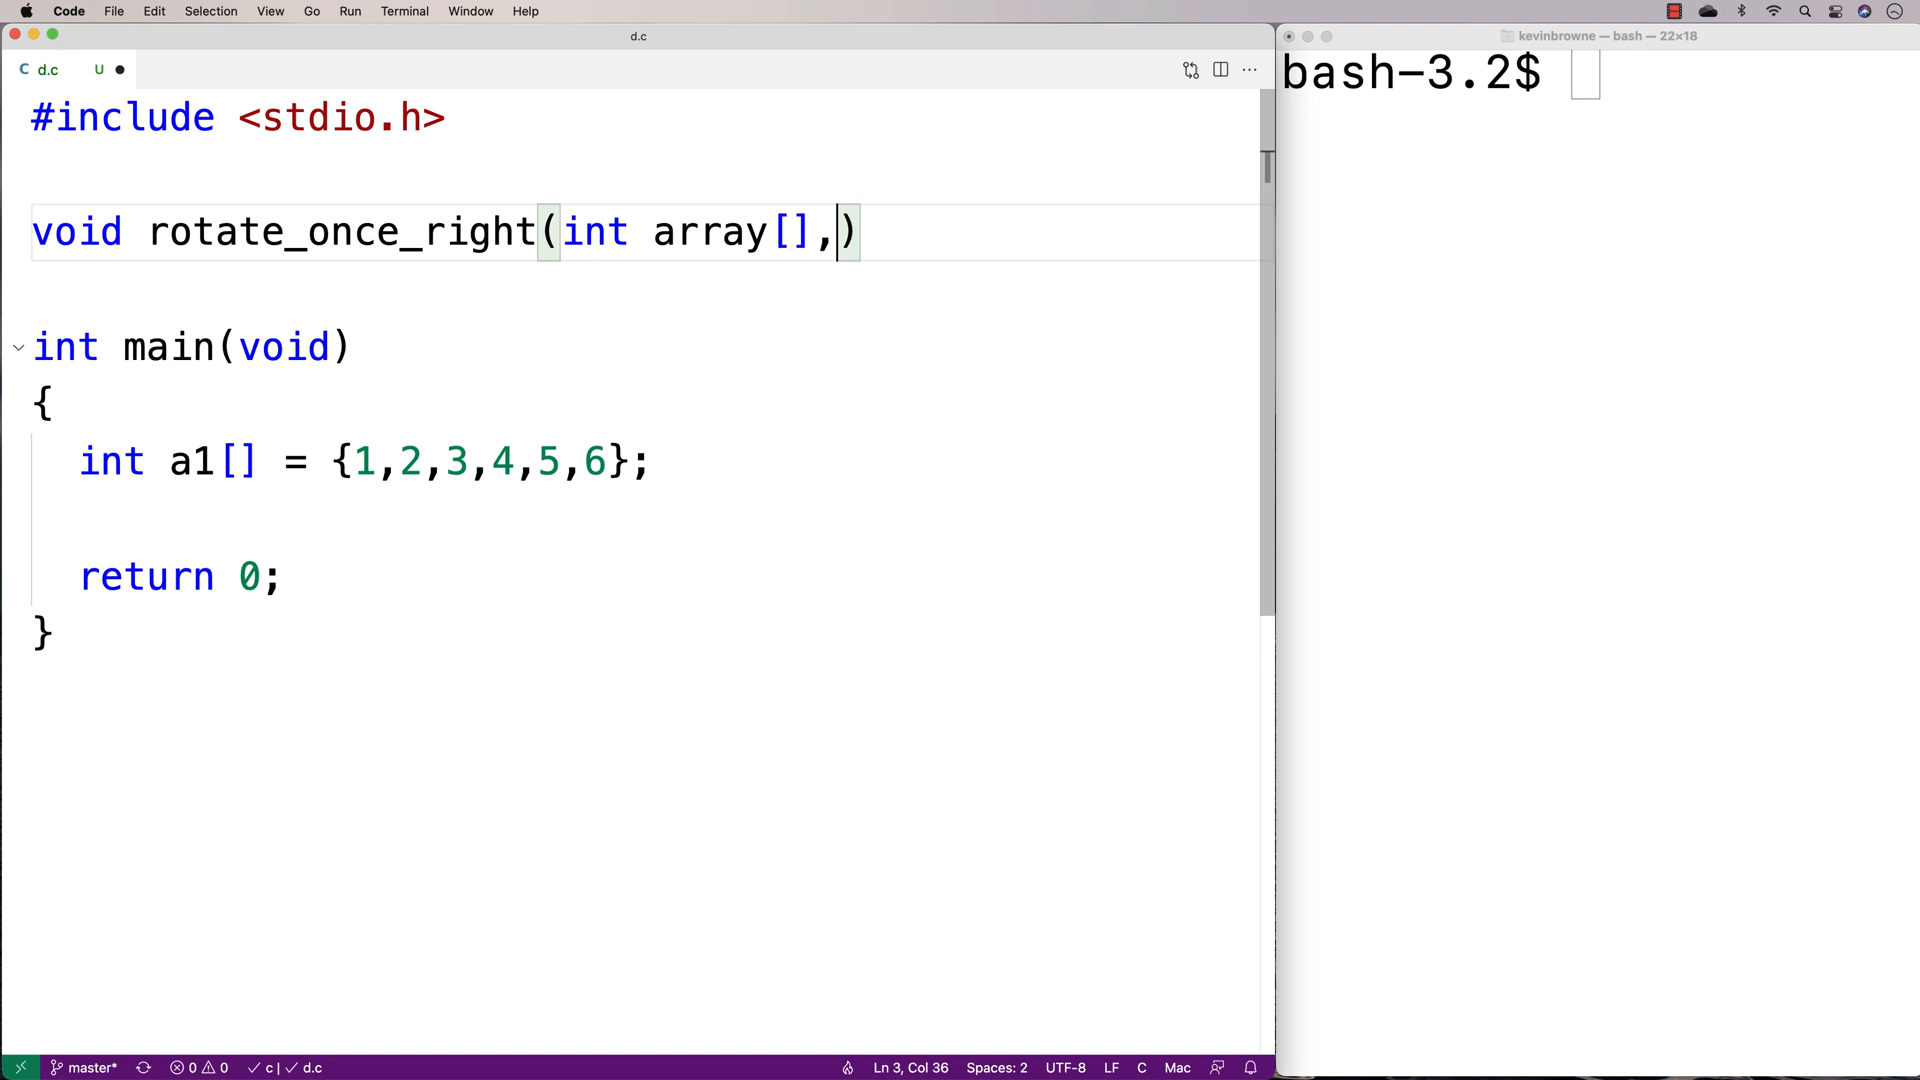 Code File Edit Selection View Go Run Terminal Window Help
d.c
kevinbrowne — bash — 22×18
C d.c U
bash-3.2$
#include <stdio.h>
void rotate_once_right(int array[],)
int main(void)
{
int a1[] = {1,2,3,4,5,6};
return 0;
}
master* 0 0 c | d.c Ln 3, Col 36 Spaces: 2 UTF-8 LF C Mac